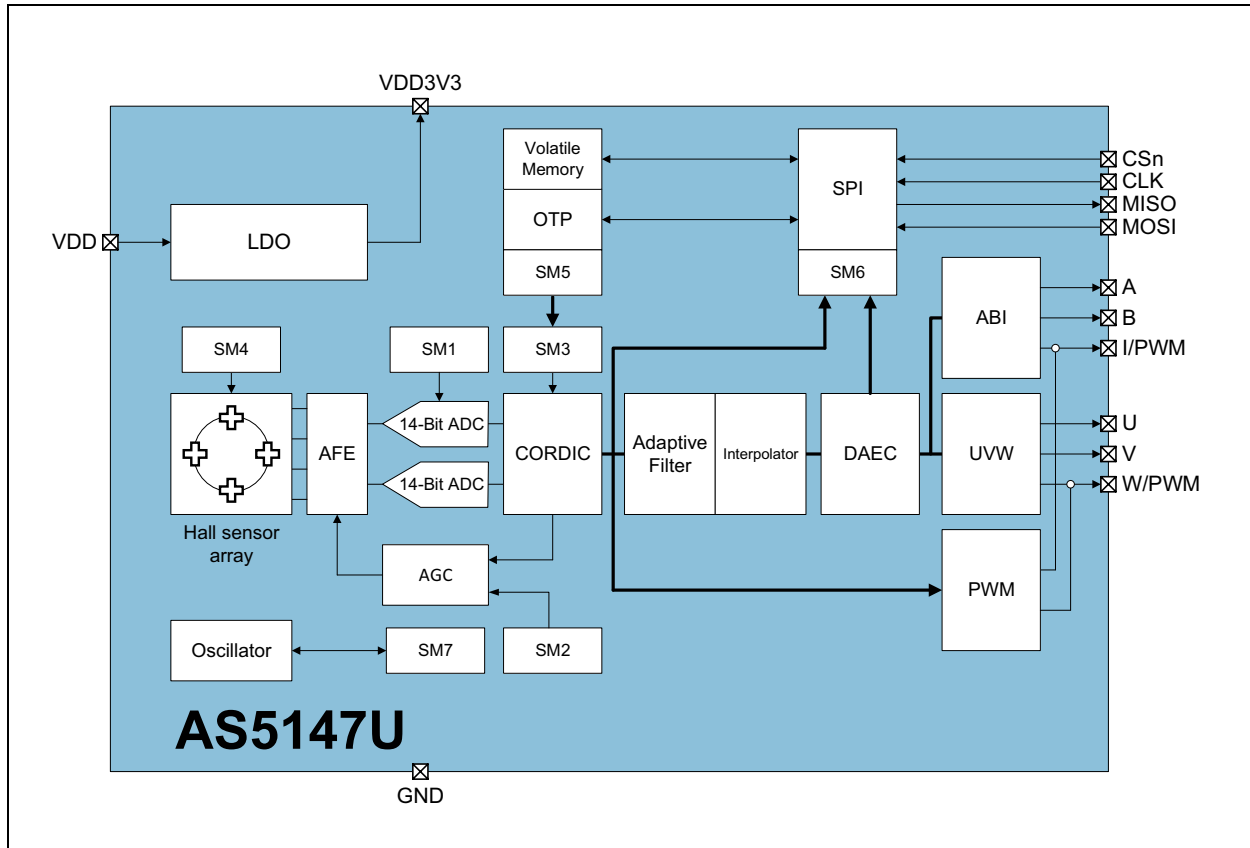 VDD3V3
Volatile
Memory
SPI
CSn
CLK
MISO
MOSI
OTP
VDD
LDO
SM5
SM6
A
B
I/PWM
ABI
SM4
SM1
SM3
14-Bit ADC
AFE
CORDIC
Adaptive
Filter
Interpolator
DAEC
UVW
U
V
W/PWM
14-Bit ADC
Hall sensor
array
AGC
PWM
Oscillator
SM7
SM2
AS5147U
GND